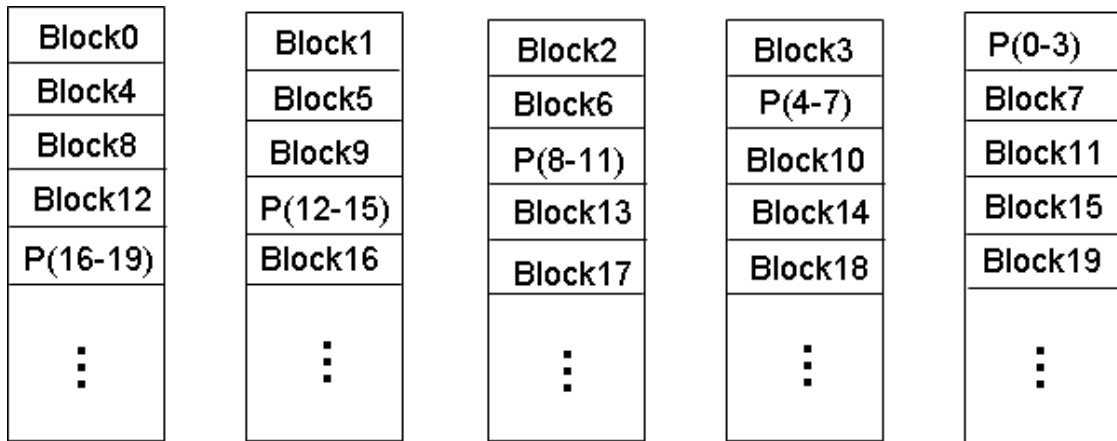 Block0 Block1 Block2 Block3 P(0-3)
Block4 Block5 Block6 P(4-7) Block7
Block8 Block9 P(8-11) Block10 Block11
Block12 P(12-15) Block13 Block14 Block15
P(16-19) Block16 Block17 Block18 Block19